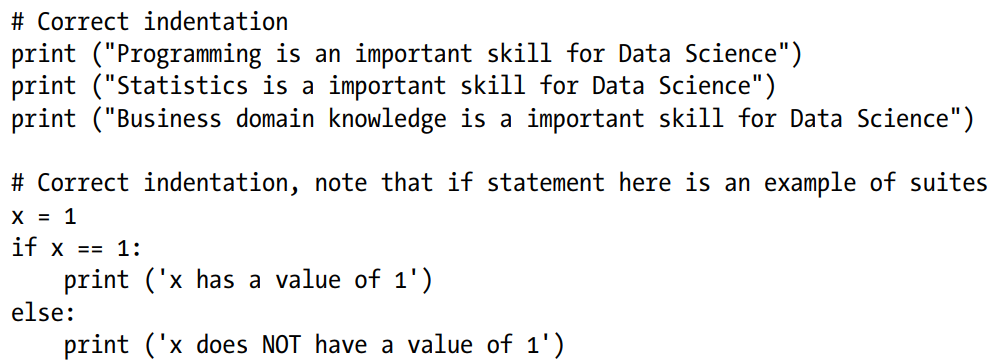 # Correct indentation
print ("Programming is an important skill for Data Science")
print ("Statistics is a important skill for Data Science")
print ("Business domain knowledge is a important skill for Data Science")

# Correct indentation, note that if statement here is an example of suites
x = 1
if x == 1:
    print ('x has a value of 1')
else:
    print ('x does NOT have a value of 1')